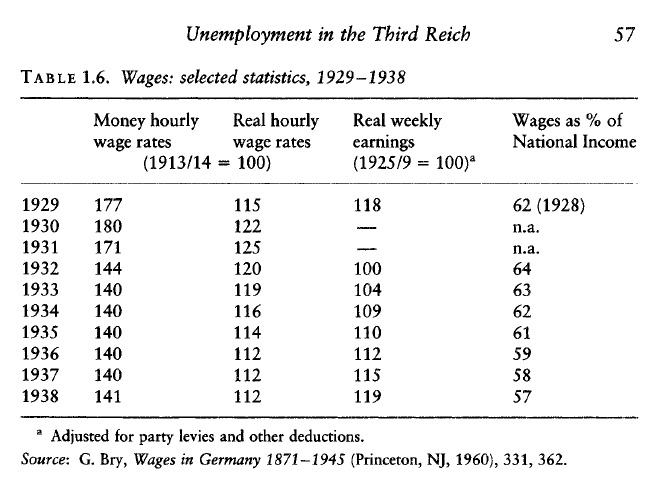 Unemployment in the Third Reich 57
TABLE 1.6. Wages: selected statistics, 1929–1938
Money hourly Real hourly Real weekly Wages as % of
wage rates wage rates earnings National Income
(1913/14 = 100) (1925/9 = 100)ᵃ
1929 177 115 118 62 (1928)
1930 180 122 — n.a.
1931 171 125 — n.a.
1932 144 120 100 64
1933 140 119 104 63
1934 140 116 109 62
1935 140 114 110 61
1936 140 112 112 59
1937 140 112 115 58
1938 141 112 119 57
ᵃ Adjusted for party levies and other deductions.
Source: G. Bry, Wages in Germany 1871–1945 (Princeton, NJ, 1960), 331, 362.